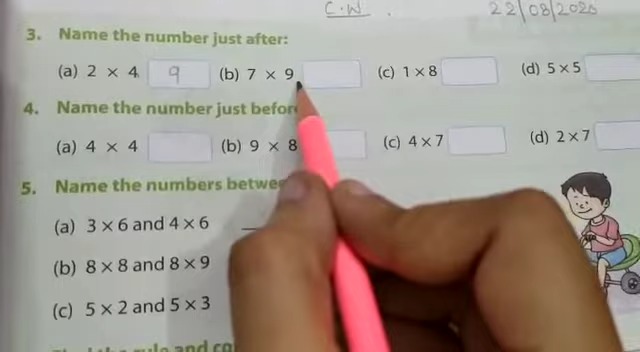 C.W. 22/08/2020
3. Name the number just after:
(a) 2 × 4 9 (b) 7 × 9 (c) 1 × 8 (d) 5 × 5
4. Name the number just befor
(a) 4 × 4 (b) 9 × 8 (c) 4 × 7 (d) 2 × 7
5. Name the numbers betwe
(a) 3 × 6 and 4 × 6
(b) 8 × 8 and 8 × 9
(c) 5 × 2 and 5 × 3